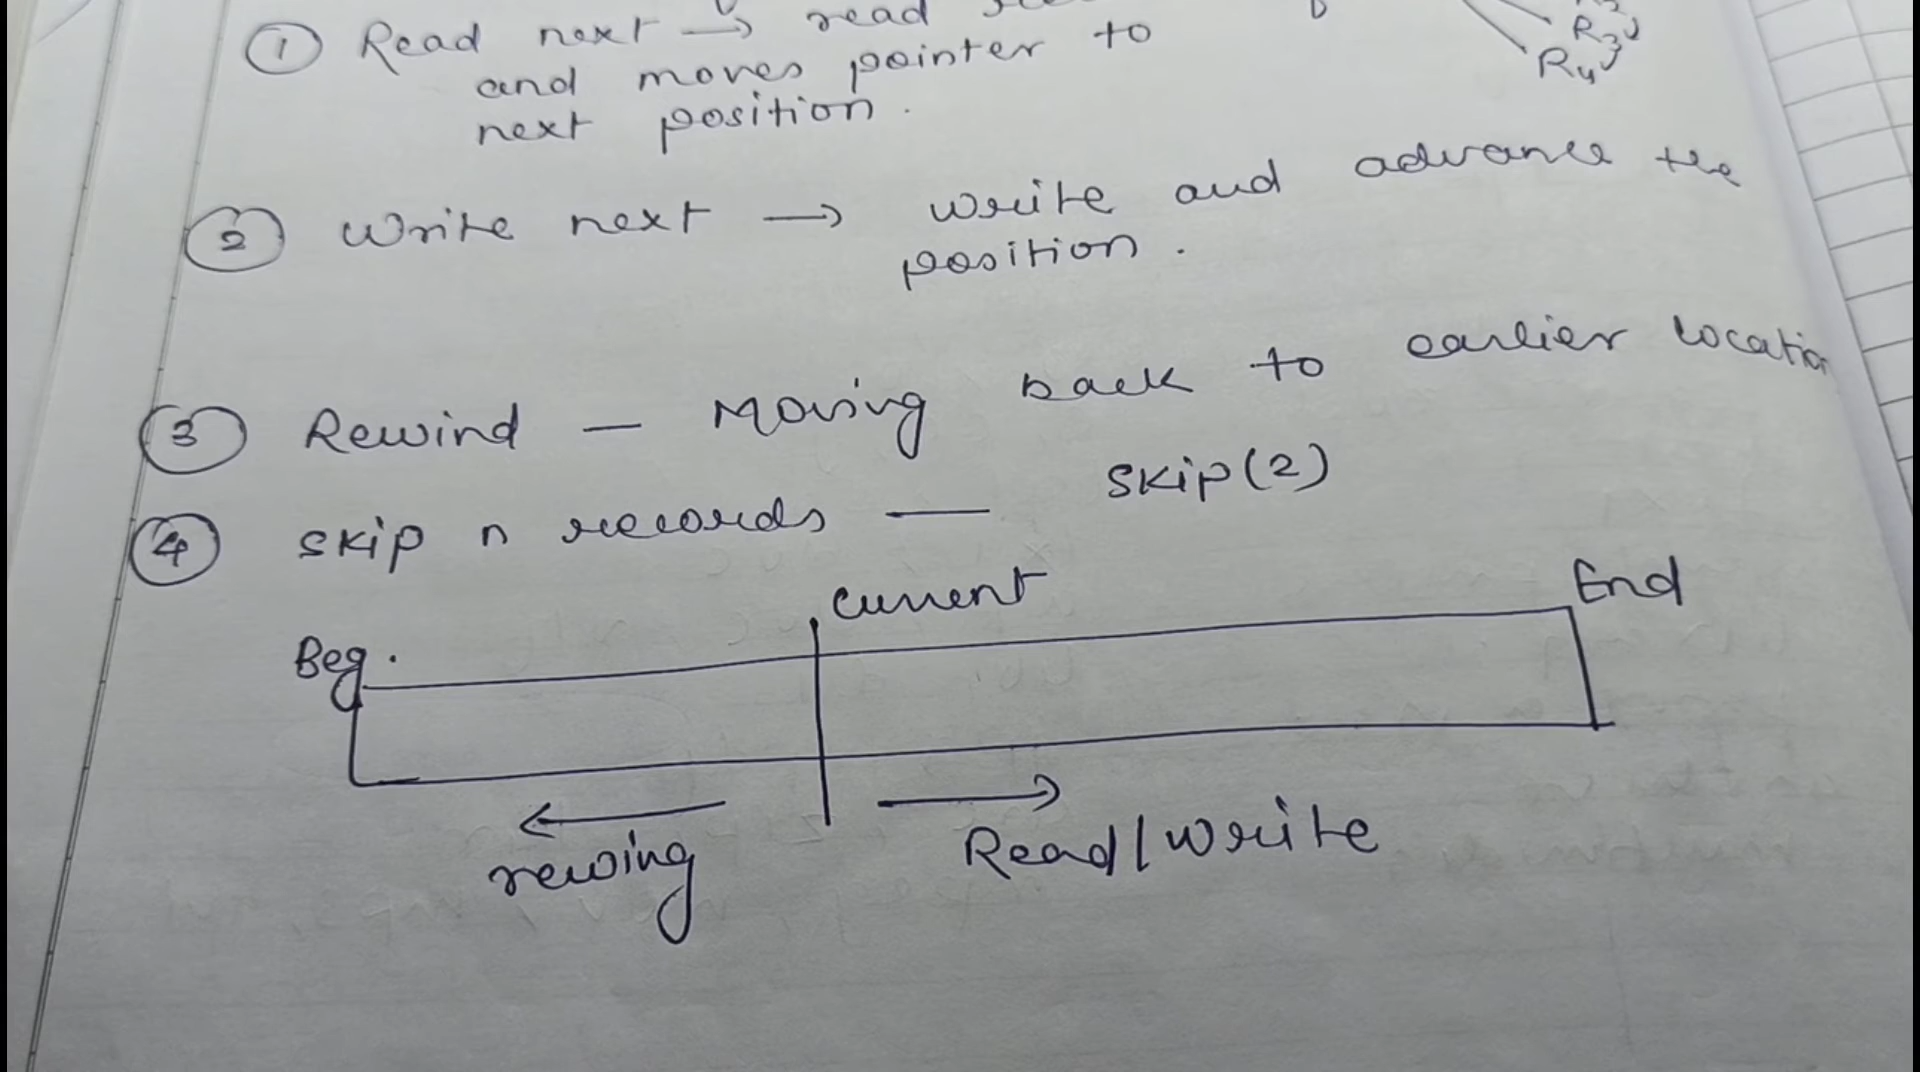 ① Read next → read
and moves pointer to
next position.
R3
R4
② Write next → write and advance the
position.
③ Rewind - Moving back to earlier location
④ skip n records — skip(2)
Beg. current End
rewing Read/write